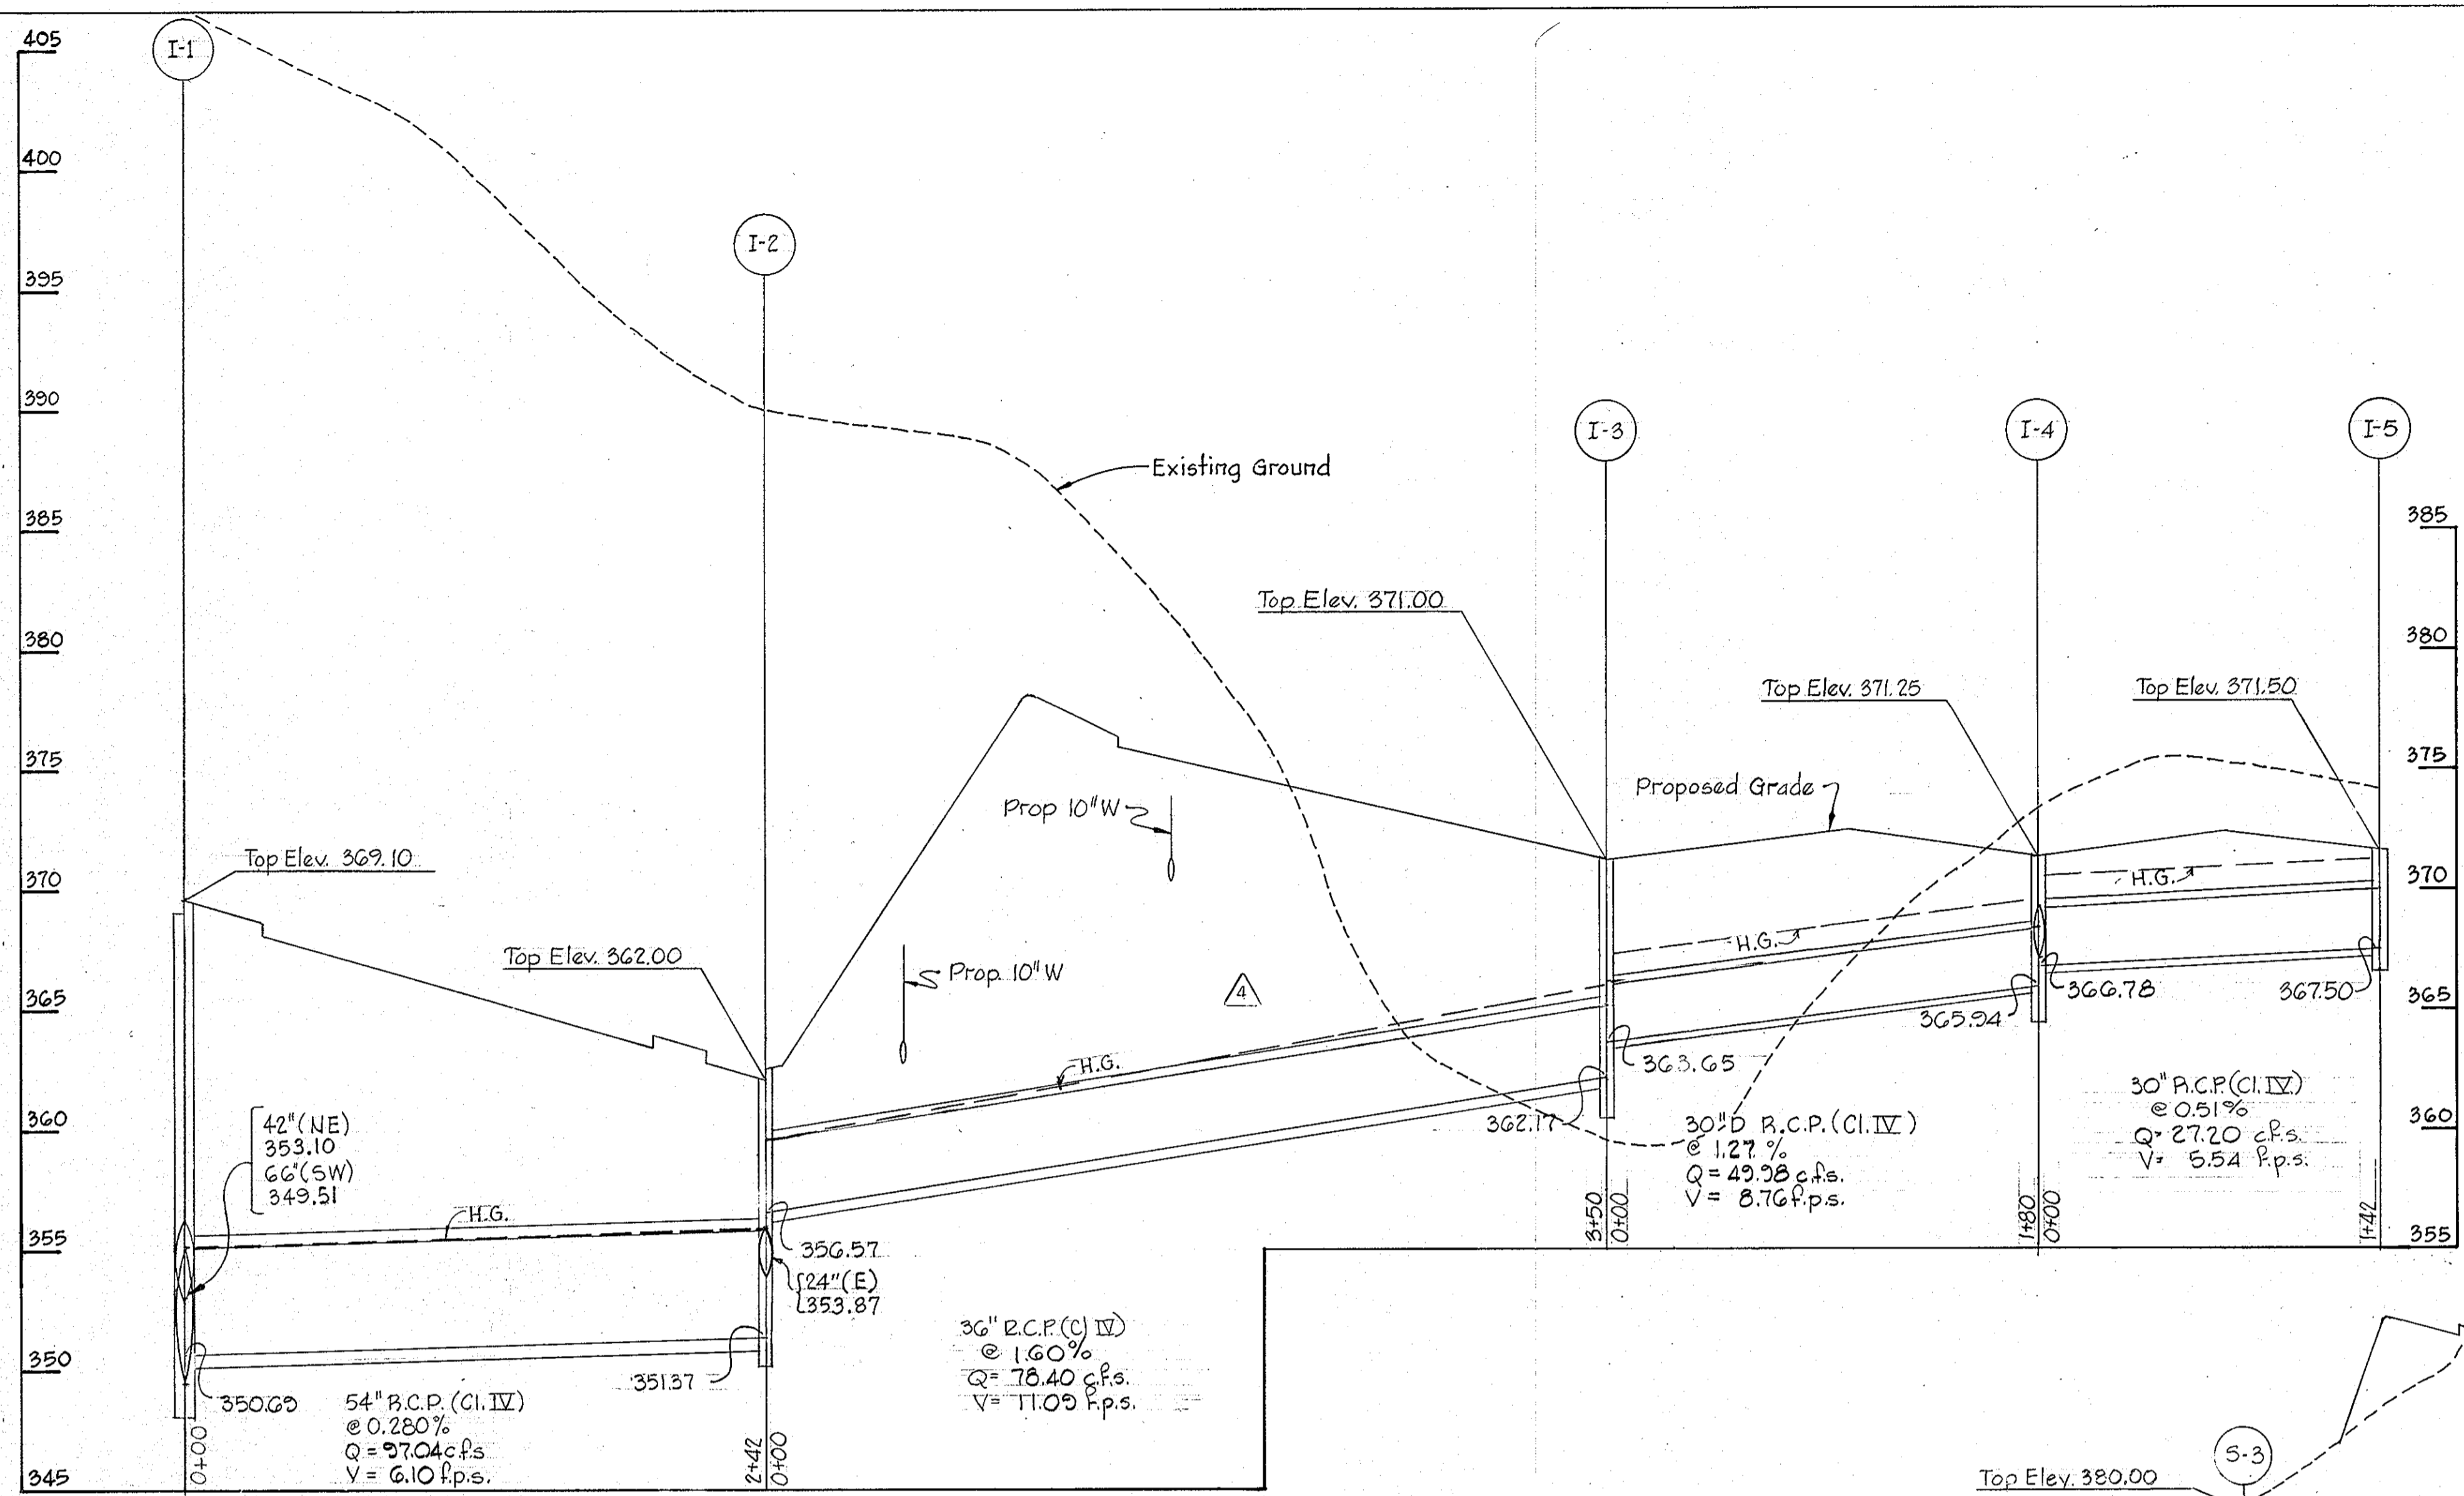 405
400
395
390
385
380
375
370
365
360
355
350
345
I-1
I-2
I-3
I-4
I-5
385
380
375
370
365
360
355
Existing Ground
Top Elev. 371.00
Top Elev. 371.25
Top Elev. 371.50
Prop 10" W
Proposed Grade
Top Elev. 369.10
Top Elev. 362.00
Prop. 10" W
4
H.G.
H.G.
H.G.
H.G.
42" (NE)
353.10
66" (SW)
349.51
350.69
351.37
356.57
24" (E)
353.87
362.17
363.65
365.94
366.78
367.50
54" R.C.P. (Cl. IV)
@ 0.280%
Q = 97.04 c.f.s.
V = 6.10 f.p.s.
36" R.C.P. (Cl IV)
@ 1.60%
Q= 78.40 c.f.s.
V= 11.09 f.p.s.
30" D R.C.P. (Cl. IV)
@ 1.27 %
Q = 49.98 c.f.s.
V = 8.76 f.p.s.
30" R.C.P. (Cl. IV)
@ 0.51%
Q= 27.20 c.f.s.
V= 5.54 f.p.s.
0+00
2+42
0+00
3+50
0+00
1+80
0+00
1+42
S-3
Top Elev. 380.00